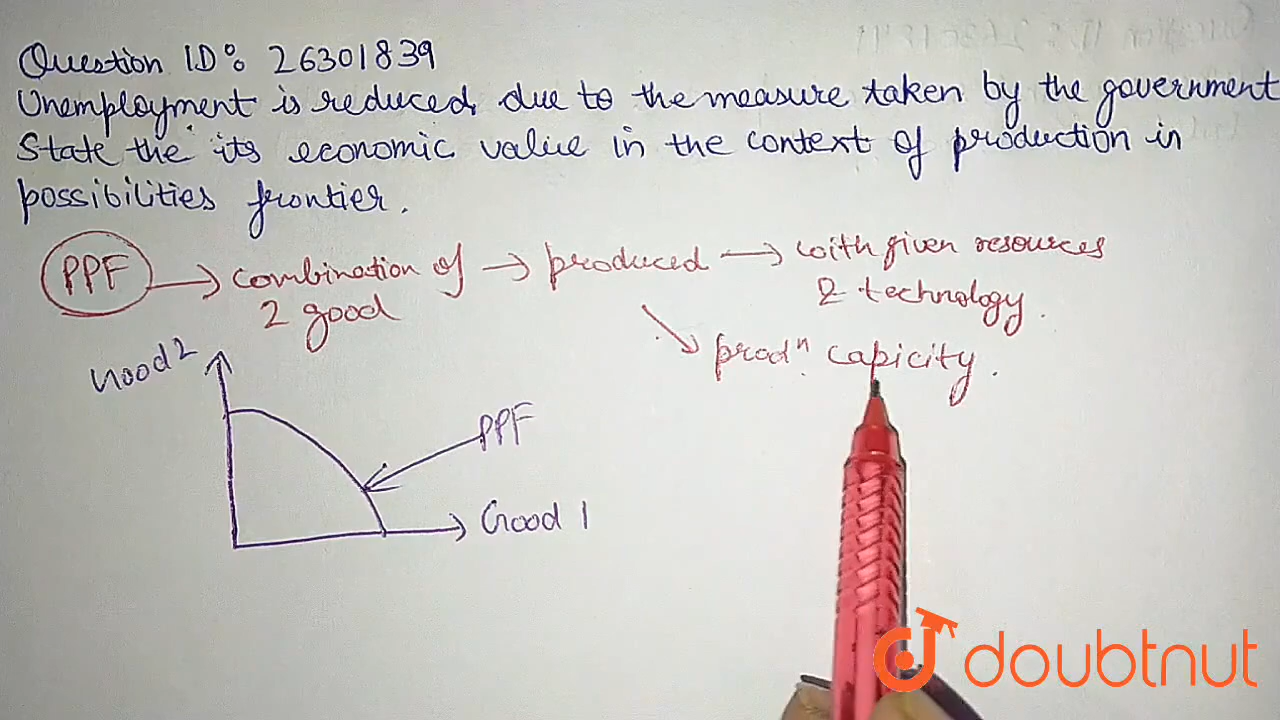 Question ID: 26301839
Unemployment is reduced, due to the measure taken by the government
State the its economic value in the context of production in
possibilities frontier.
PPF → combination of → produced → with given resources
2 good
& technology.
prodⁿ capicity.
Good 2
PPF
Good 1
doubtnut